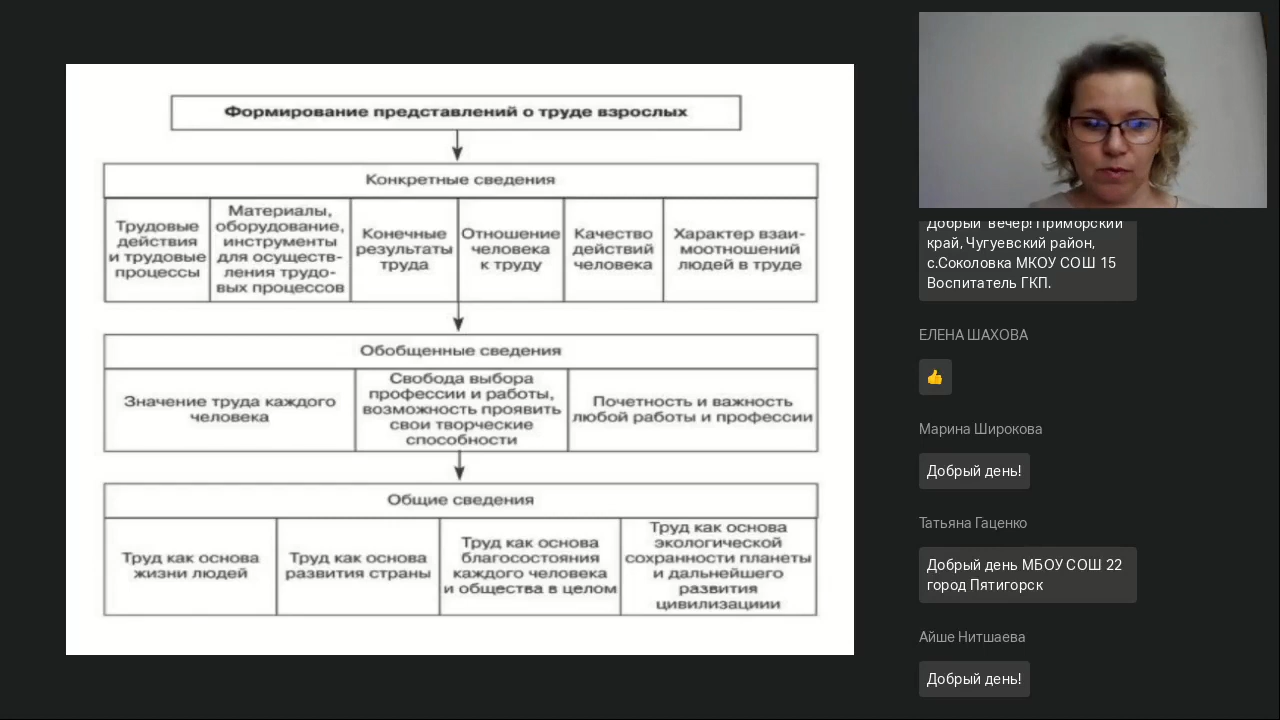 Формирование представлений о труде взрослых
Конкретные сведения
Трудовые
действия
и трудовые
процессы
Материалы,
оборудование,
инструменты
для осуществ-
ления трудо-
вых процессов
Конечные
результаты
труда
Отношение
человека
к труду
Качество
действий
человека
Характер взаи-
моотношений
людей в труде
Обобщенные сведения
Значение труда каждого
человека
Свобода выбора
профессии и работы,
возможность проявить
свои творческие
способности
Почетность и важность
любой работы и профессии
Общие сведения
Труд как основа
жизни людей
Труд как основа
развития страны
Труд как основа
благосостояния
каждого человека
и общества в целом
Труд как основа
экологической
сохранности планеты
и дальнейшего
развития
цивилизациии
Добрый вечер! Приморский
край, Чугуевский район,
с.Соколовка МКОУ СОШ 15
Воспитатель ГКП.
ЕЛЕНА ШАХОВА
👍
Марина Широкова
Добрый день!
Татьяна Гаценко
Добрый день МБОУ СОШ 22
город Пятигорск
Айше Нитшаева
Добрый день!